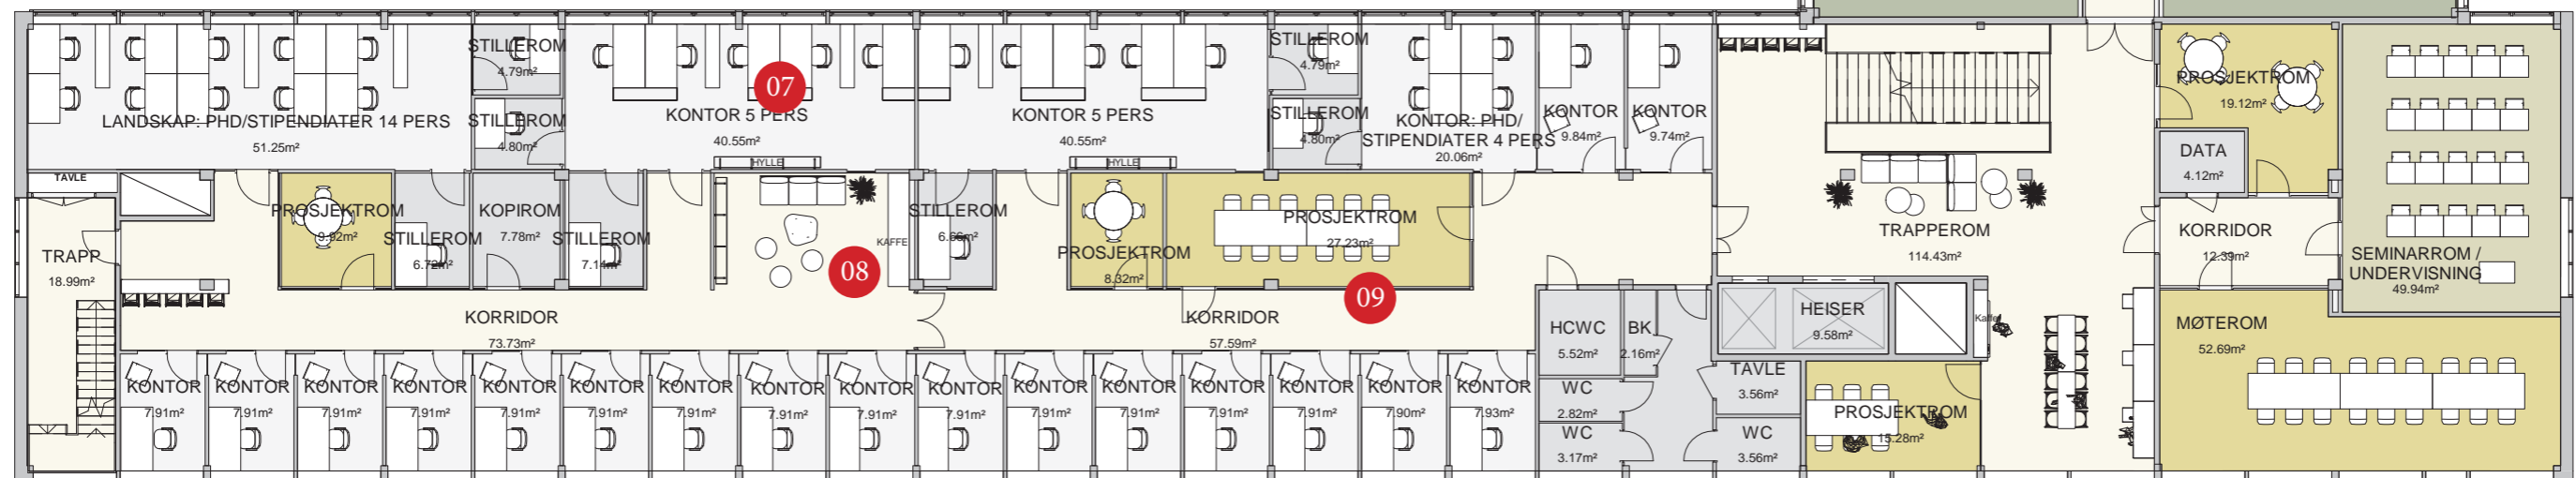 STILLEROM
4.79m²
STILLEROM
4.80m²
LANDSKAP: PHD/STIPENDIATER 14 PERS
51.25m²
07
KONTOR 5 PERS
40.55m²
HYLLE
KONTOR 5 PERS
40.55m²
HYLLE
STILLEROM
4.79m²
STILLEROM
4.80m²
KONTOR: PHD/
STIPENDIATER 4 PERS
20.06m²
KONTOR
9.84m²
KONTOR
9.74m²
PROSJEKTROM
19.12m²
DATA
4.12m²
TAVLE
TRAPP
18.99m²
PROSJEKTROM
9.92m²
STILLEROM
6.72m²
KOPIROM
7.78m²
STILLEROM
7.14m²
KAFFE
08
STILLEROM
6.66m²
PROSJEKTROM
8.32m²
PROSJEKTROM
27.23m²
09
TRAPPEROM
114.43m²
KORRIDOR
12.39m²
SEMINARROM /
UNDERVISNING
49.94m²
KORRIDOR
73.73m²
KORRIDOR
57.59m²
HCWC
5.52m²
BK
2.16m²
HEISER
9.58m²
Kaffe
MØTEROM
52.69m²
KONTOR
7.91m²
KONTOR
7.91m²
KONTOR
7.91m²
KONTOR
7.91m²
KONTOR
7.91m²
KONTOR
7.91m²
KONTOR
7.91m²
KONTOR
7.91m²
KONTOR
7.91m²
KONTOR
7.91m²
KONTOR
7.91m²
KONTOR
7.91m²
KONTOR
7.91m²
KONTOR
7.91m²
KONTOR
7.90m²
KONTOR
7.93m²
WC
2.82m²
WC
3.17m²
TAVLE
3.56m²
WC
3.56m²
PROSJEKTROM
15.28m²